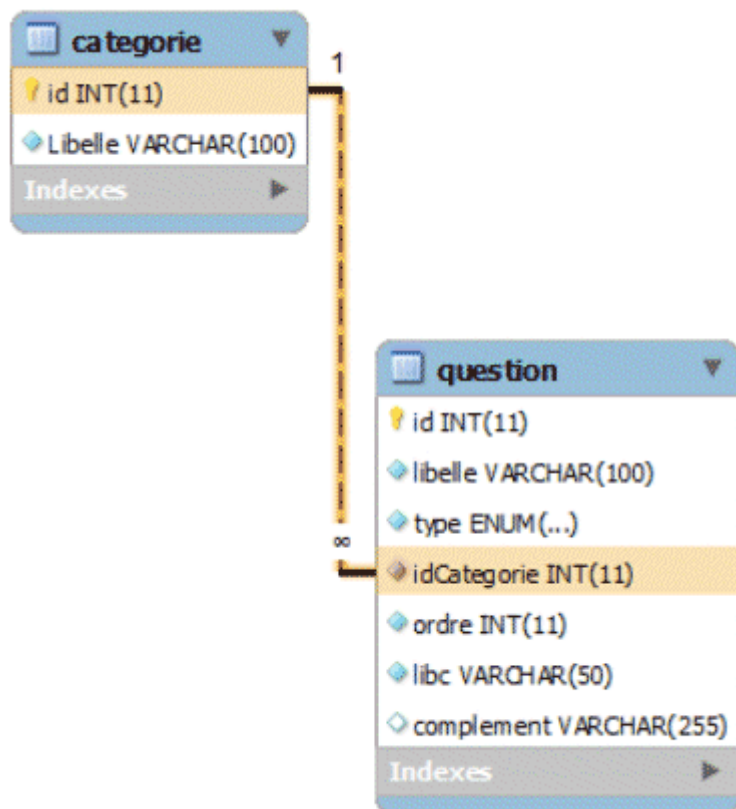 categorie
id INT(11)
Libelle VARCHAR(100)
Indexes
1
∞
question
id INT(11)
libelle VARCHAR(100)
type ENUM(...)
idCategorie INT(11)
ordre INT(11)
libc VARCHAR(50)
complement VARCHAR(255)
Indexes